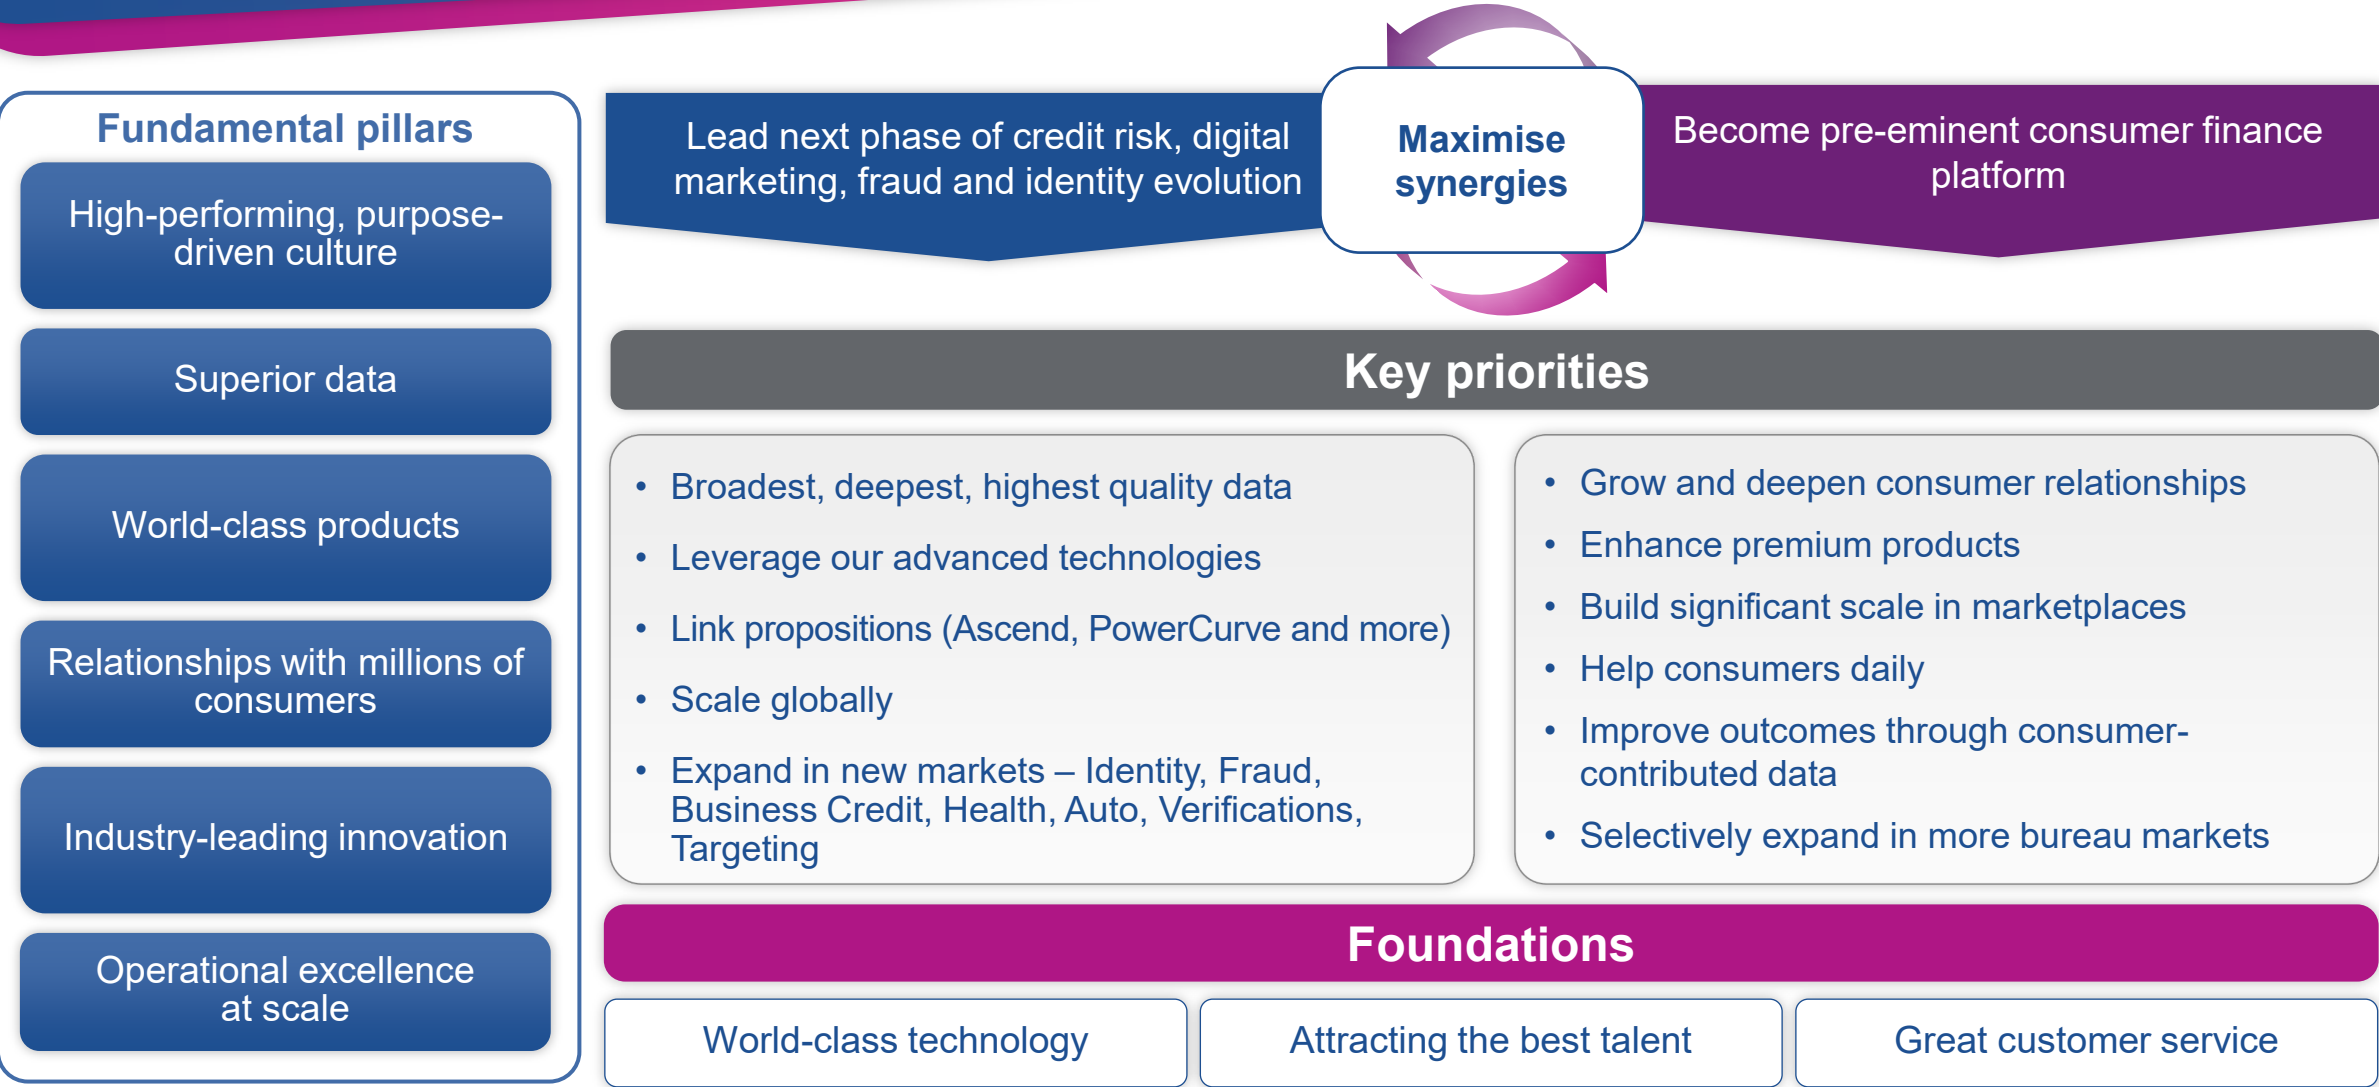 Fundamental pillars
High-performing, purpose-
driven culture
Superior data
World-class products
Relationships with millions of
consumers
Industry-leading innovation
Operational excellence
at scale
Lead next phase of credit risk, digital
marketing, fraud and identity evolution
Maximise
synergies
Become pre-eminent consumer finance
platform
Key priorities
• Broadest, deepest, highest quality data
• Leverage our advanced technologies
• Link propositions (Ascend, PowerCurve and more)
• Scale globally
• Expand in new markets – Identity, Fraud,
Business Credit, Health, Auto, Verifications,
Targeting
• Grow and deepen consumer relationships
• Enhance premium products
• Build significant scale in marketplaces
• Help consumers daily
• Improve outcomes through consumer-
contributed data
• Selectively expand in more bureau markets
Foundations
World-class technology
Attracting the best talent
Great customer service